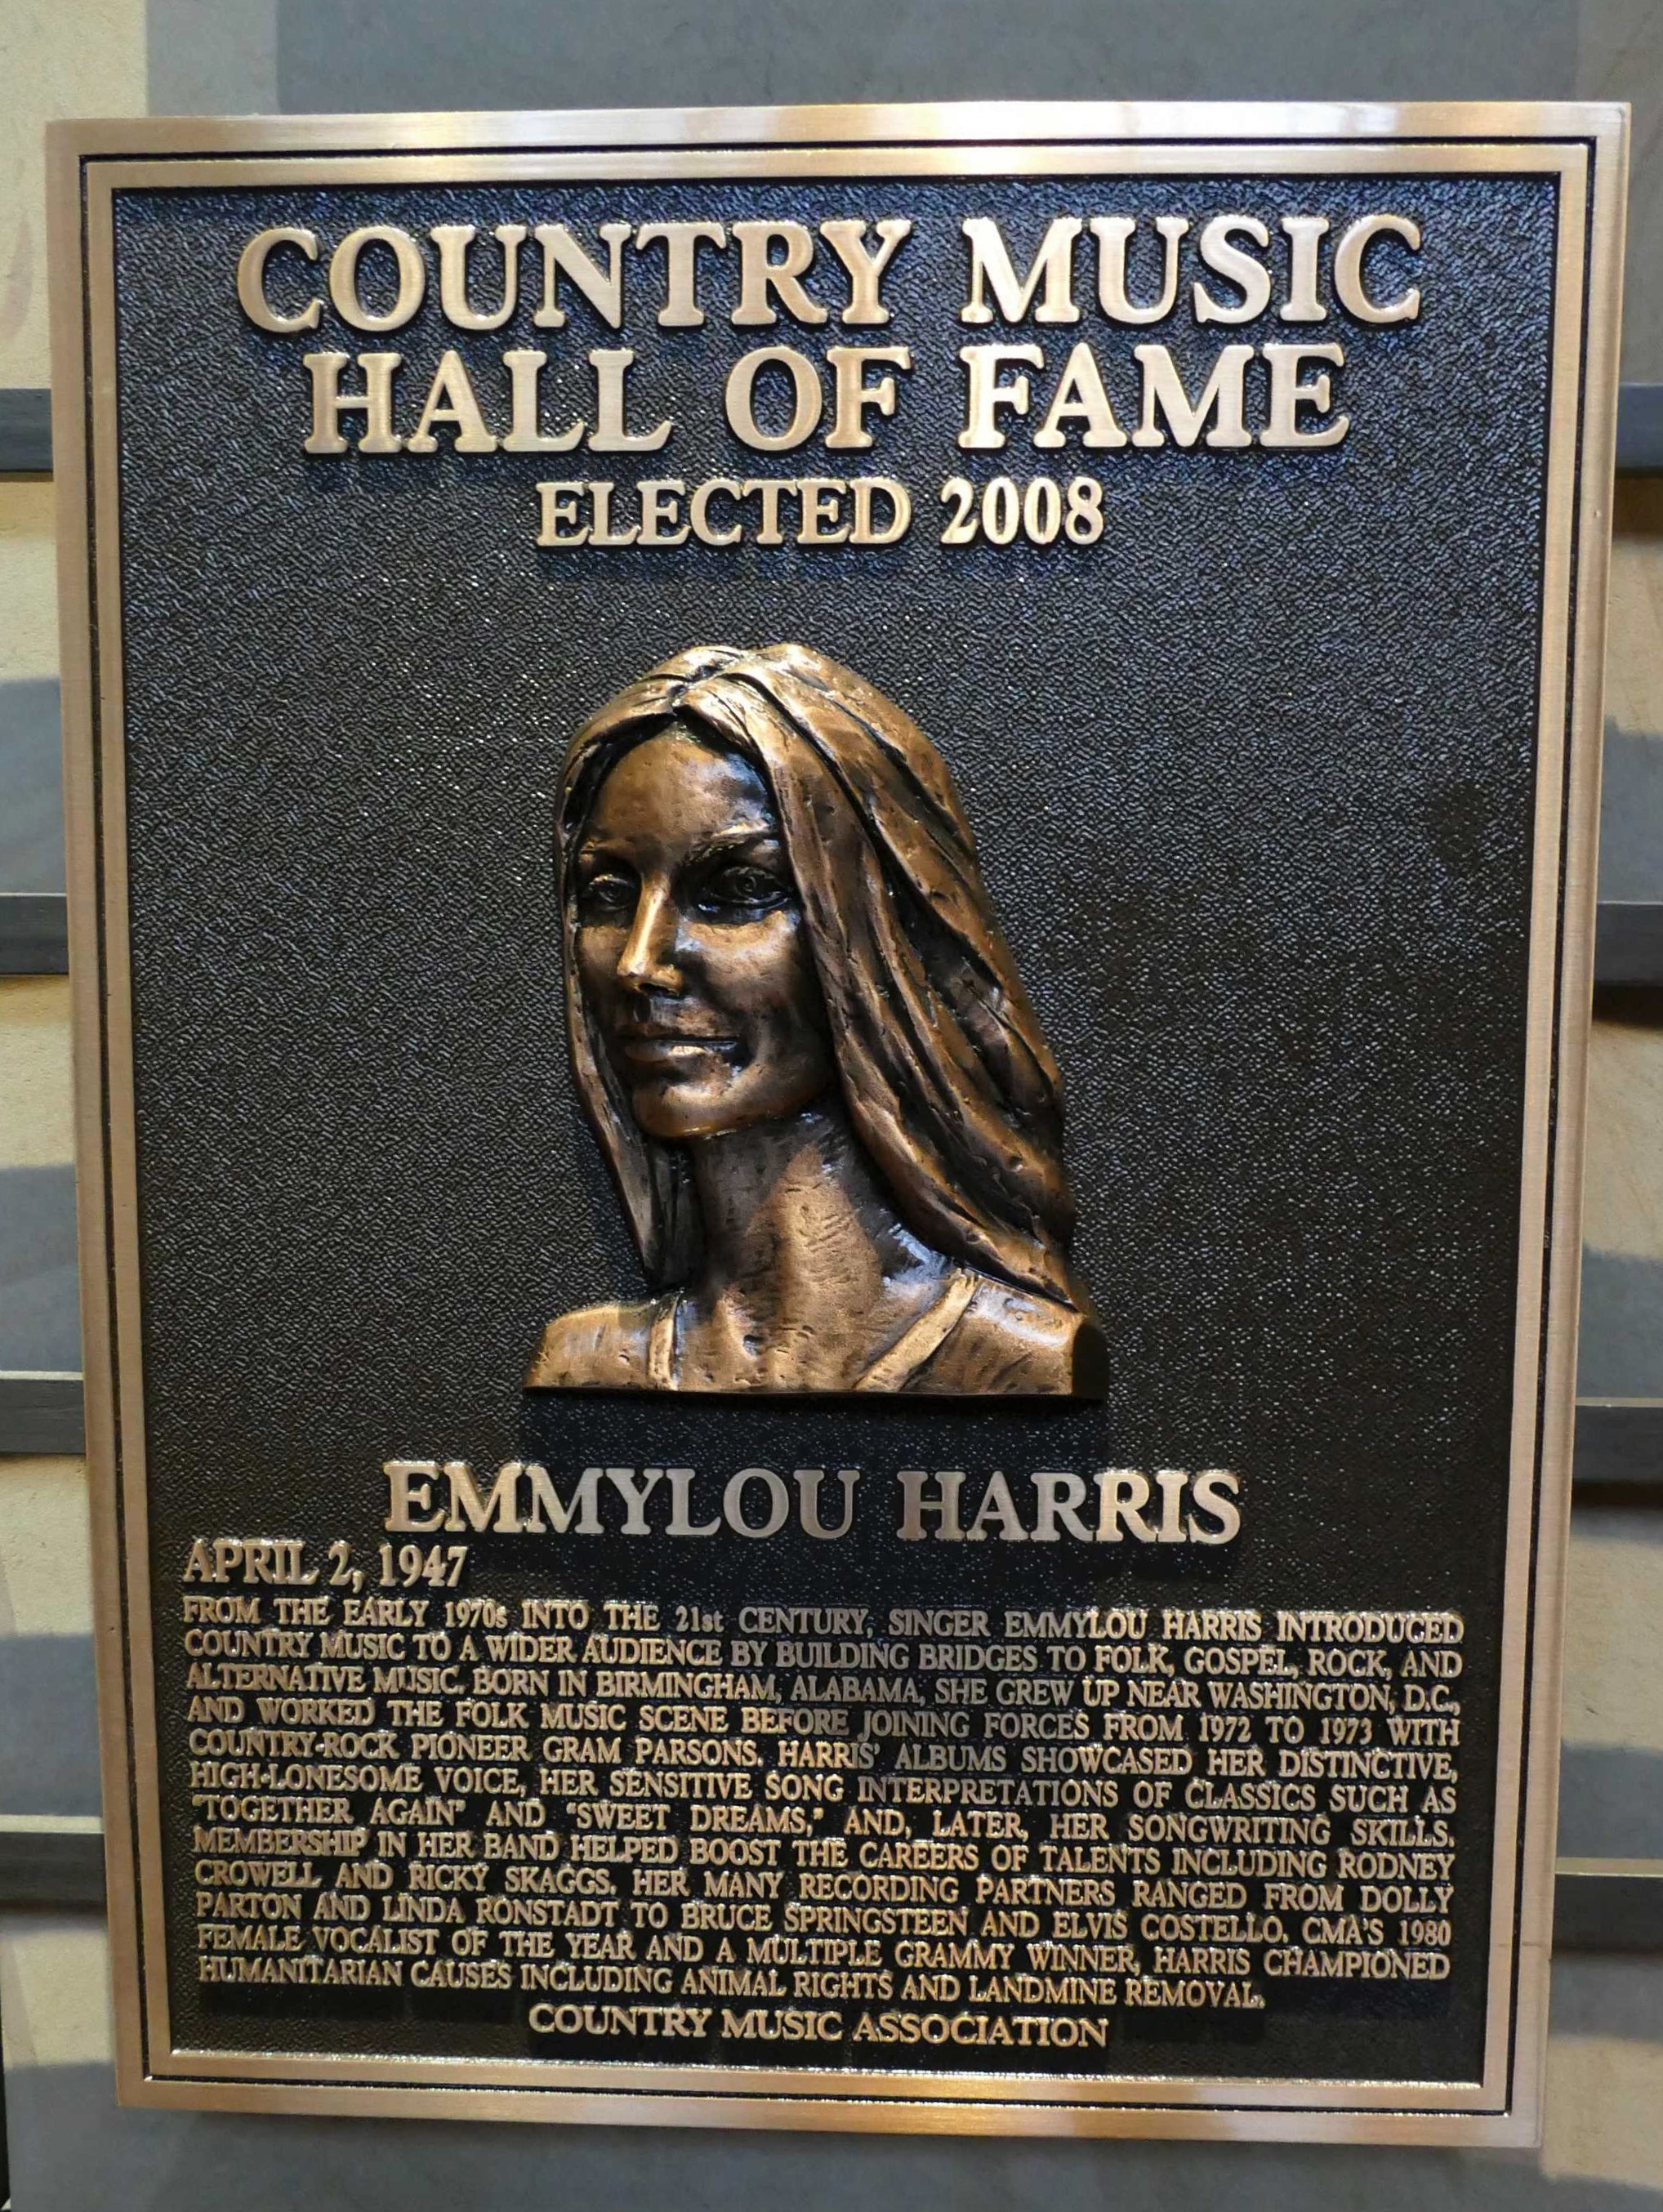 COUNTRY MUSIC
HALL OF FAME
ELECTED 2008
EMMYLOU HARRIS
APRIL 2, 1947
FROM THE EARLY 1970s INTO THE 21st CENTURY, SINGER EMMYLOU HARRIS INTRODUCED
COUNTRY MUSIC TO A WIDER AUDIENCE BY BUILDING BRIDGES TO FOLK, GOSPEL, ROCK, AND
ALTERNATIVE MUSIC. BORN IN BIRMINGHAM, ALABAMA, SHE GREW UP NEAR WASHINGTON, D.C.,
AND WORKED THE FOLK MUSIC SCENE BEFORE JOINING FORCES FROM 1972 TO 1973 WITH
COUNTRY-ROCK PIONEER GRAM PARSONS. HARRIS' ALBUMS SHOWCASED HER DISTINCTIVE,
HIGH-LONESOME VOICE, HER SENSITIVE SONG INTERPRETATIONS OF CLASSICS SUCH AS
"TOGETHER AGAIN" AND "SWEET DREAMS," AND, LATER, HER SONGWRITING SKILLS.
MEMBERSHIP IN HER BAND HELPED BOOST THE CAREERS OF TALENTS INCLUDING RODNEY
CROWELL AND RICKY SKAGGS. HER MANY RECORDING PARTNERS RANGED FROM DOLLY
PARTON AND LINDA RONSTADT TO BRUCE SPRINGSTEEN AND ELVIS COSTELLO. CMA'S 1980
FEMALE VOCALIST OF THE YEAR AND A MULTIPLE GRAMMY WINNER, HARRIS CHAMPIONED
HUMANITARIAN CAUSES INCLUDING ANIMAL RIGHTS AND LANDMINE REMOVAL.
COUNTRY MUSIC ASSOCIATION